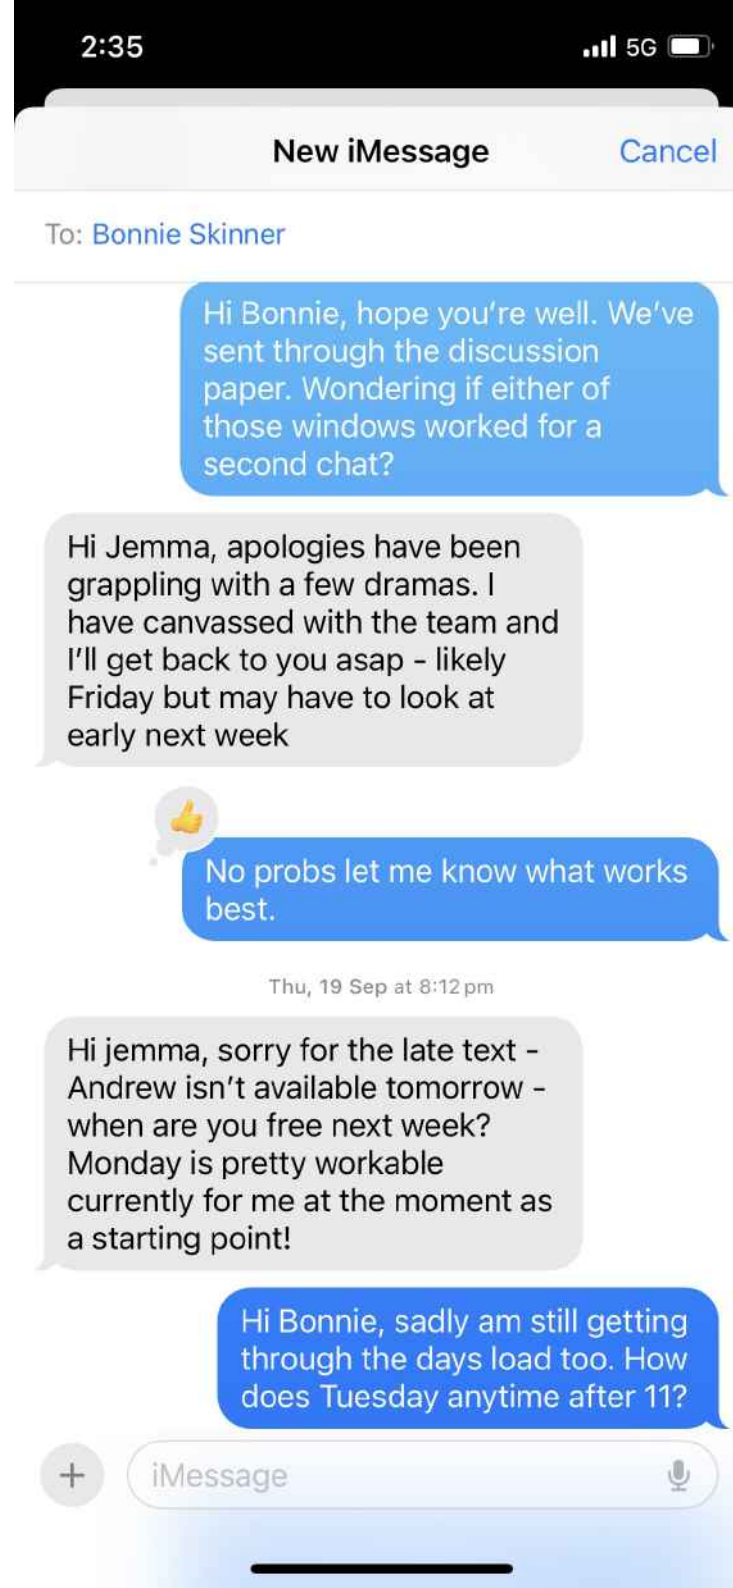 2:35
5G
New iMessage
Cancel
To: Bonnie Skinner
Hi Bonnie, hope you're well. We've
sent through the discussion
paper. Wondering if either of
those windows worked for a
second chat?
Hi Jemma, apologies have been
grappling with a few dramas. I
have canvassed with the team and
I'll get back to you asap - likely
Friday but may have to look at
early next week
No probs let me know what works
best.
Thu, 19 Sep at 8:12 pm
Hi jemma, sorry for the late text -
Andrew isn't available tomorrow -
when are you free next week?
Monday is pretty workable
currently for me at the moment as
a starting point!
Hi Bonnie, sadly am still getting
through the days load too. How
does Tuesday anytime after 11?
iMessage